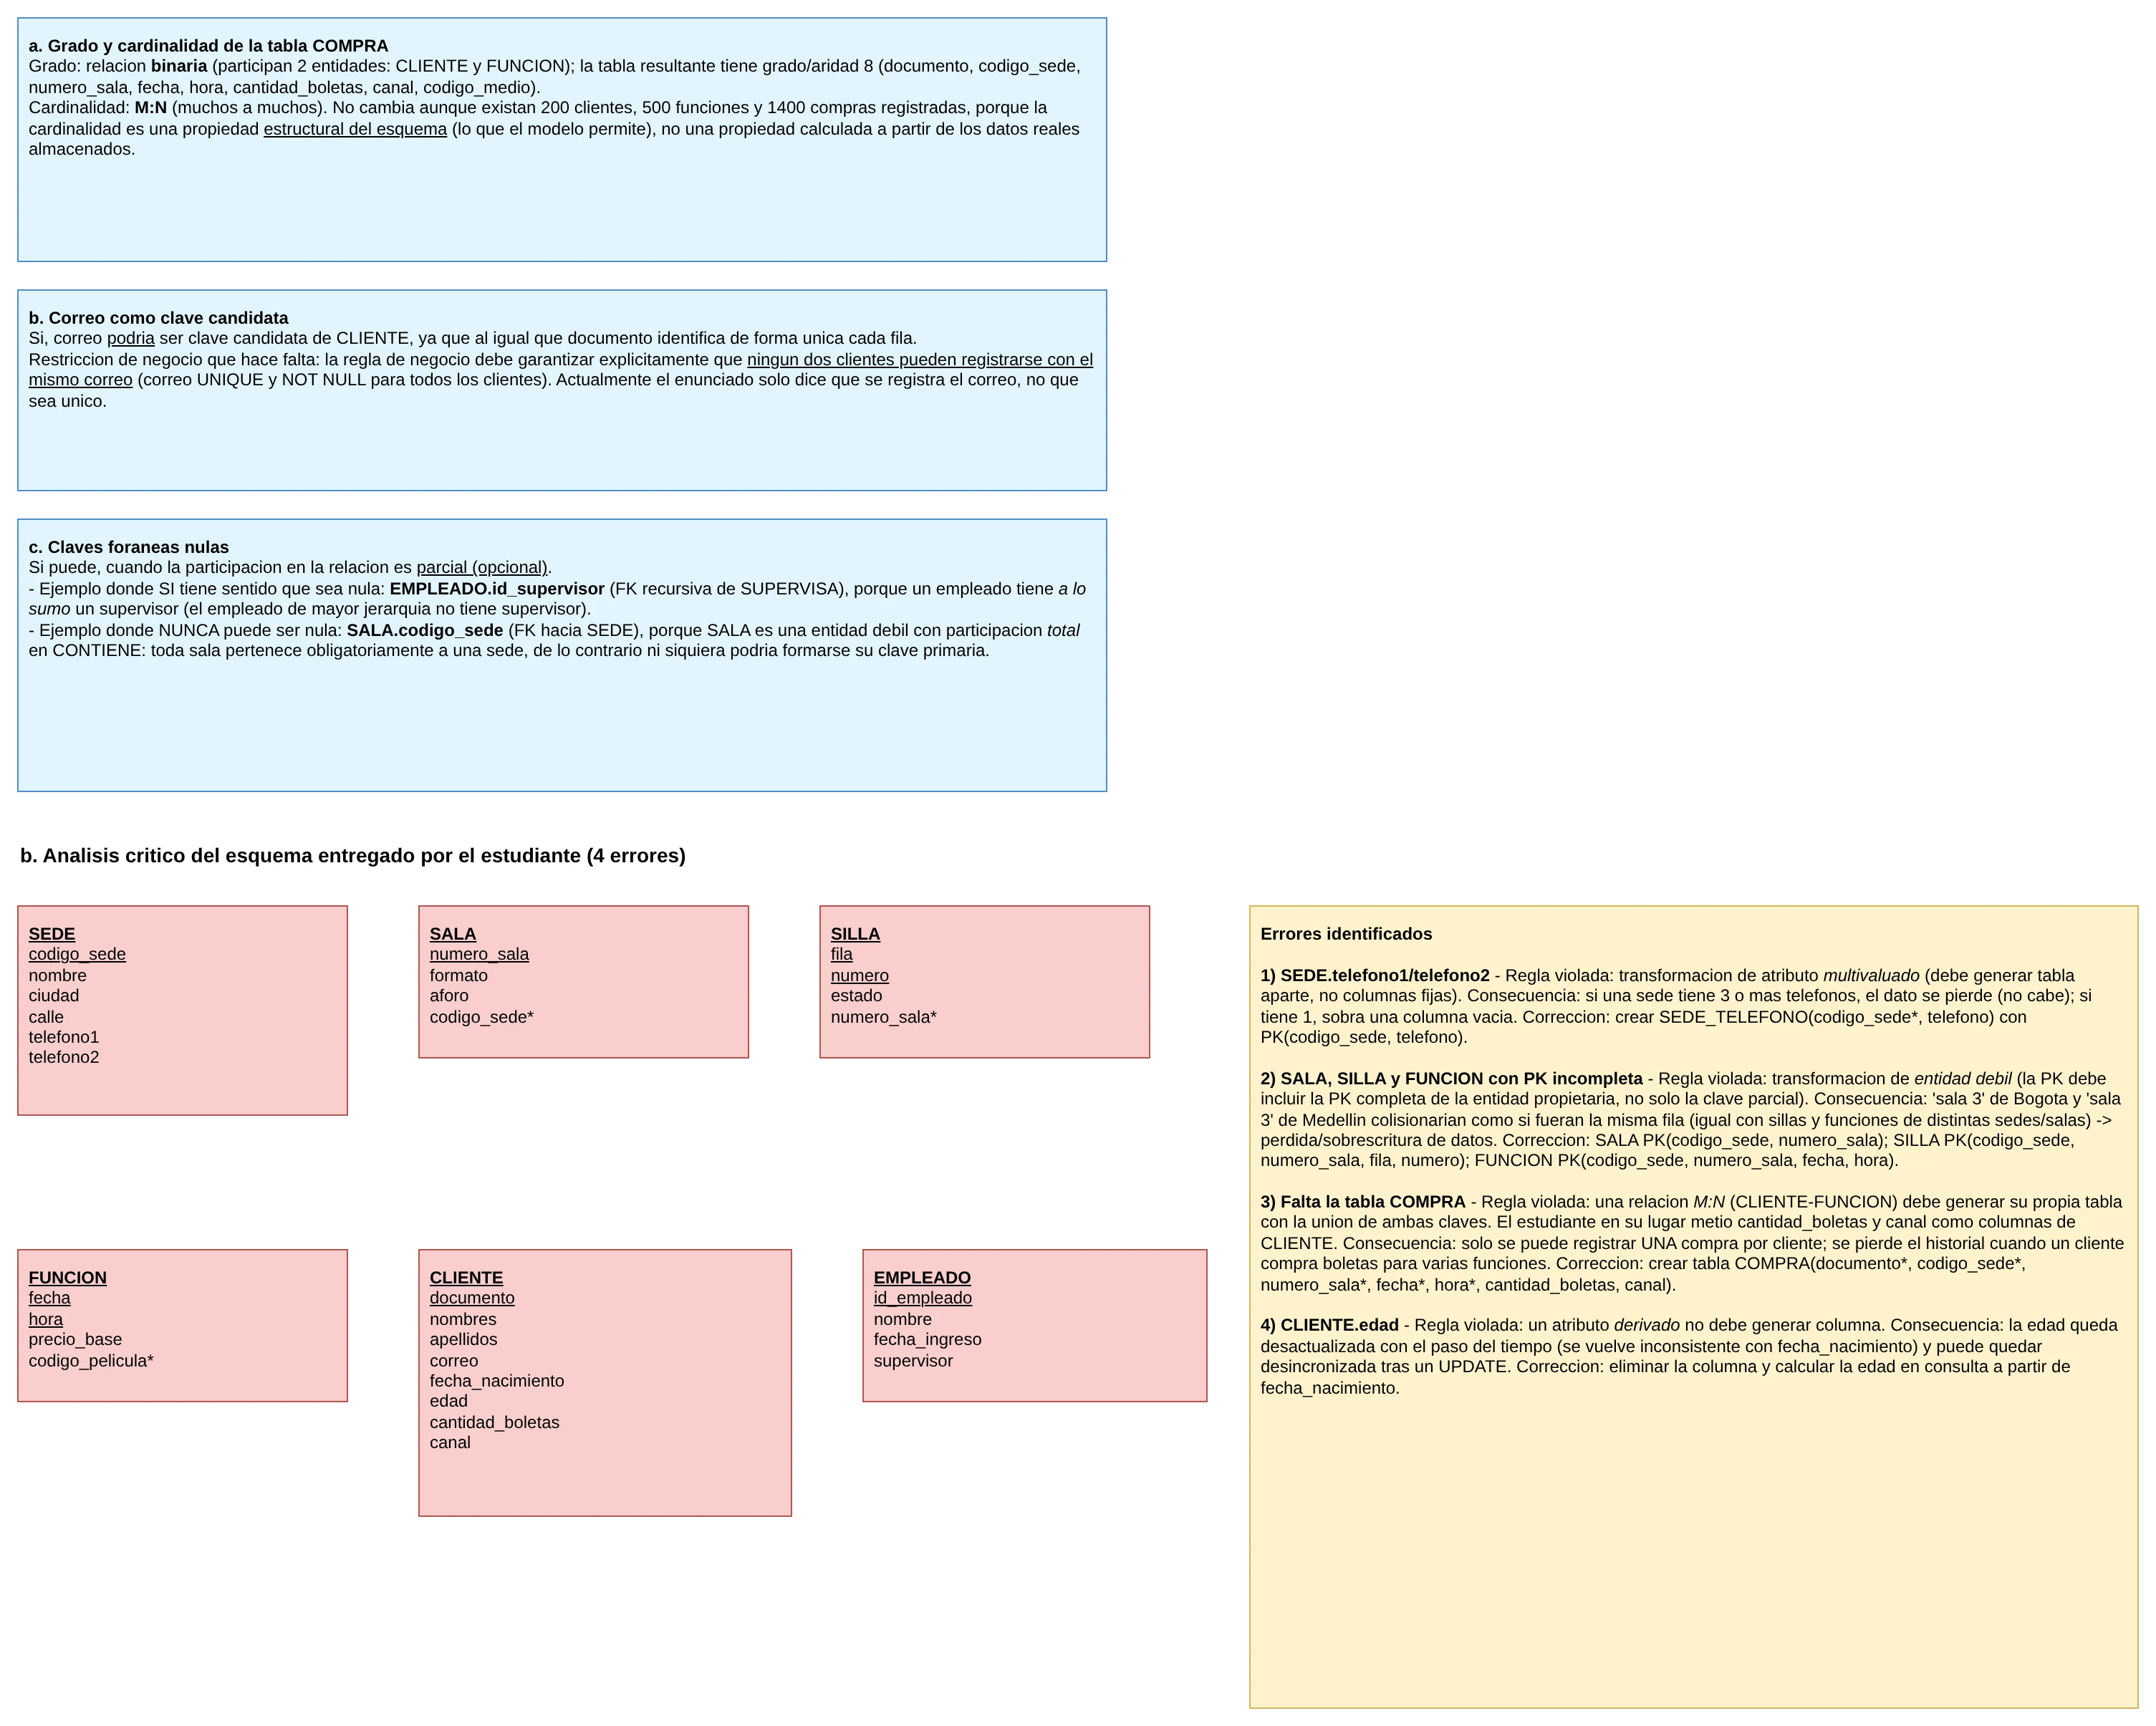 a. Grado y cardinalidad de la tabla COMPRA
Grado: relacion binaria (participan 2 entidades: CLIENTE y FUNCION); la tabla resultante tiene grado/aridad 8 (documento, codigo_sede,
numero_sala, fecha, hora, cantidad_boletas, canal, codigo_medio).
Cardinalidad: M:N (muchos a muchos). No cambia aunque existan 200 clientes, 500 funciones y 1400 compras registradas, porque la
cardinalidad es una propiedad estructural del esquema (lo que el modelo permite), no una propiedad calculada a partir de los datos reales
almacenados.
b. Correo como clave candidata
Si, correo podria ser clave candidata de CLIENTE, ya que al igual que documento identifica de forma unica cada fila.
Restriccion de negocio que hace falta: la regla de negocio debe garantizar explicitamente que ningun dos clientes pueden registrarse con el
mismo correo (correo UNIQUE y NOT NULL para todos los clientes). Actualmente el enunciado solo dice que se registra el correo, no que
sea unico.
c. Claves foraneas nulas
Si puede, cuando la participacion en la relacion es parcial (opcional).
- Ejemplo donde SI tiene sentido que sea nula: EMPLEADO.id_supervisor (FK recursiva de SUPERVISA), porque un empleado tiene a lo
sumo un supervisor (el empleado de mayor jerarquia no tiene supervisor).
- Ejemplo donde NUNCA puede ser nula: SALA.codigo_sede (FK hacia SEDE), porque SALA es una entidad debil con participacion total
en CONTIENE: toda sala pertenece obligatoriamente a una sede, de lo contrario ni siquiera podria formarse su clave primaria.
b. Analisis critico del esquema entregado por el estudiante (4 errores)
SEDE
codigo_sede
nombre
ciudad
calle
telefono1
telefono2
SALA
numero_sala
formato
aforo
codigo_sede*
SILLA
fila
numero
estado
numero_sala*
FUNCION
fecha
hora
precio_base
codigo_pelicula*
CLIENTE
documento
nombres
apellidos
correo
fecha_nacimiento
edad
cantidad_boletas
canal
EMPLEADO
id_empleado
nombre
fecha_ingreso
supervisor
Errores identificados
1) SEDE.telefono1/telefono2 - Regla violada: transformacion de atributo multivaluado (debe generar tabla
aparte, no columnas fijas). Consecuencia: si una sede tiene 3 o mas telefonos, el dato se pierde (no cabe); si
tiene 1, sobra una columna vacia. Correccion: crear SEDE_TELEFONO(codigo_sede*, telefono) con
PK(codigo_sede, telefono).
2) SALA, SILLA y FUNCION con PK incompleta - Regla violada: transformacion de entidad debil (la PK debe
incluir la PK completa de la entidad propietaria, no solo la clave parcial). Consecuencia: 'sala 3' de Bogota y 'sala
3' de Medellin colisionarian como si fueran la misma fila (igual con sillas y funciones de distintas sedes/salas) ->
perdida/sobrescritura de datos. Correccion: SALA PK(codigo_sede, numero_sala); SILLA PK(codigo_sede,
numero_sala, fila, numero); FUNCION PK(codigo_sede, numero_sala, fecha, hora).
3) Falta la tabla COMPRA - Regla violada: una relacion M:N (CLIENTE-FUNCION) debe generar su propia tabla
con la union de ambas claves. El estudiante en su lugar metio cantidad_boletas y canal como columnas de
CLIENTE. Consecuencia: solo se puede registrar UNA compra por cliente; se pierde el historial cuando un cliente
compra boletas para varias funciones. Correccion: crear tabla COMPRA(documento*, codigo_sede*,
numero_sala*, fecha*, hora*, cantidad_boletas, canal).
4) CLIENTE.edad - Regla violada: un atributo derivado no debe generar columna. Consecuencia: la edad queda
desactualizada con el paso del tiempo (se vuelve inconsistente con fecha_nacimiento) y puede quedar
desincronizada tras un UPDATE. Correccion: eliminar la columna y calcular la edad en consulta a partir de
fecha_nacimiento.